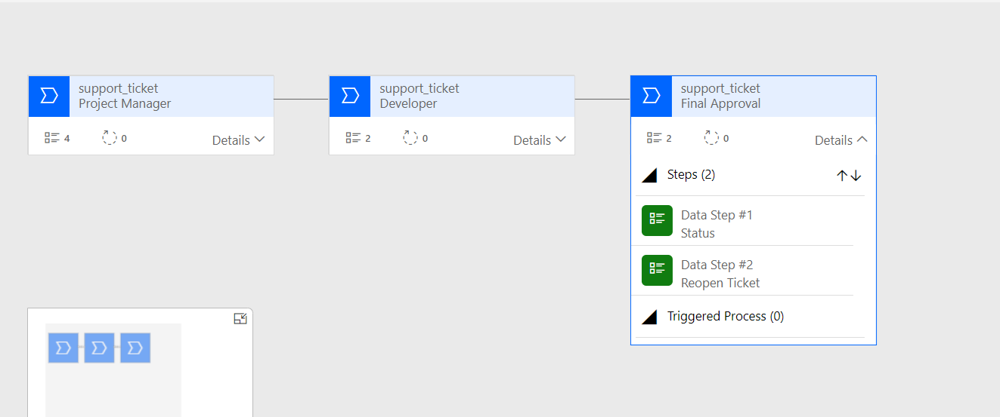 support_ticket
Project Manager
4
0
Details
support_ticket
Developer
2
0
Details
support_ticket
Final Approval
2
0
Details
Steps (2)
Data Step #1
Status
Data Step #2
Reopen Ticket
Triggered Process (0)